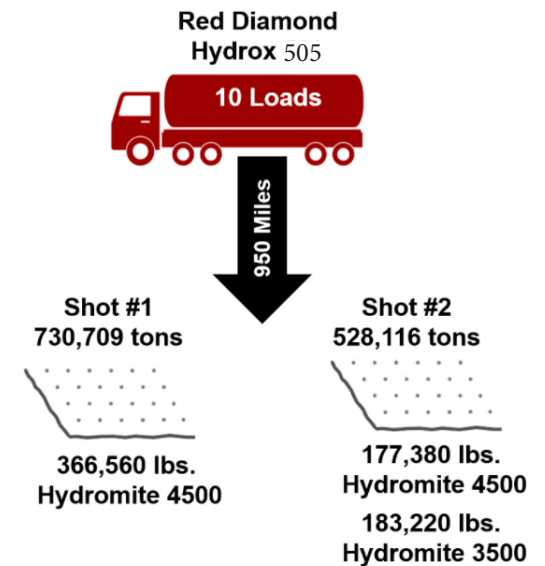 Red Diamond
Hydrox 505
10 Loads
950 Miles
Shot #1
730,709 tons
366,560 lbs.
Hydromite 4500
Shot #2
528,116 tons
177,380 lbs.
Hydromite 4500
183,220 lbs.
Hydromite 3500